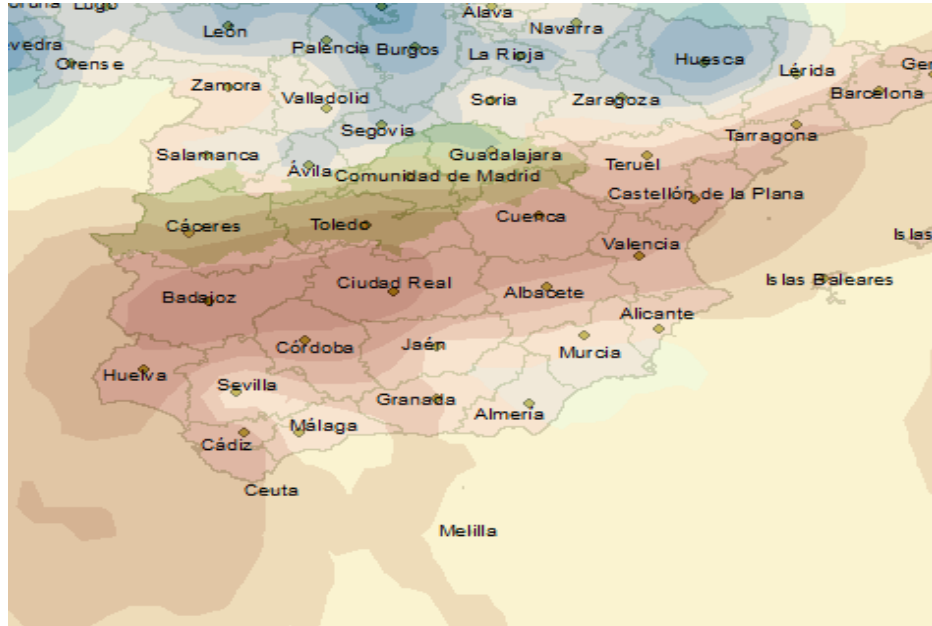 Lugo
Alava
León
Navarra
Palencia
Burgos
La Rioja
Orense
Huesca
Lérida
Zamora
Barcelona
Valladolid
Soria
Zaragoza
Segovia
Tarragona
Salamanca
Guadalajara
Teruel
Ávila
Comunidad de Madrid
Castellón de la Plana
Cáceres
Toledo
Cuenca
Islas
Valencia
Ciudad Real
Islas Baleares
Badajoz
Albacete
Alicante
Córdoba
Jaén
Murcia
Huelva
Sevilla
Granada
Almería
Málaga
Cádiz
Ceuta
Melilla